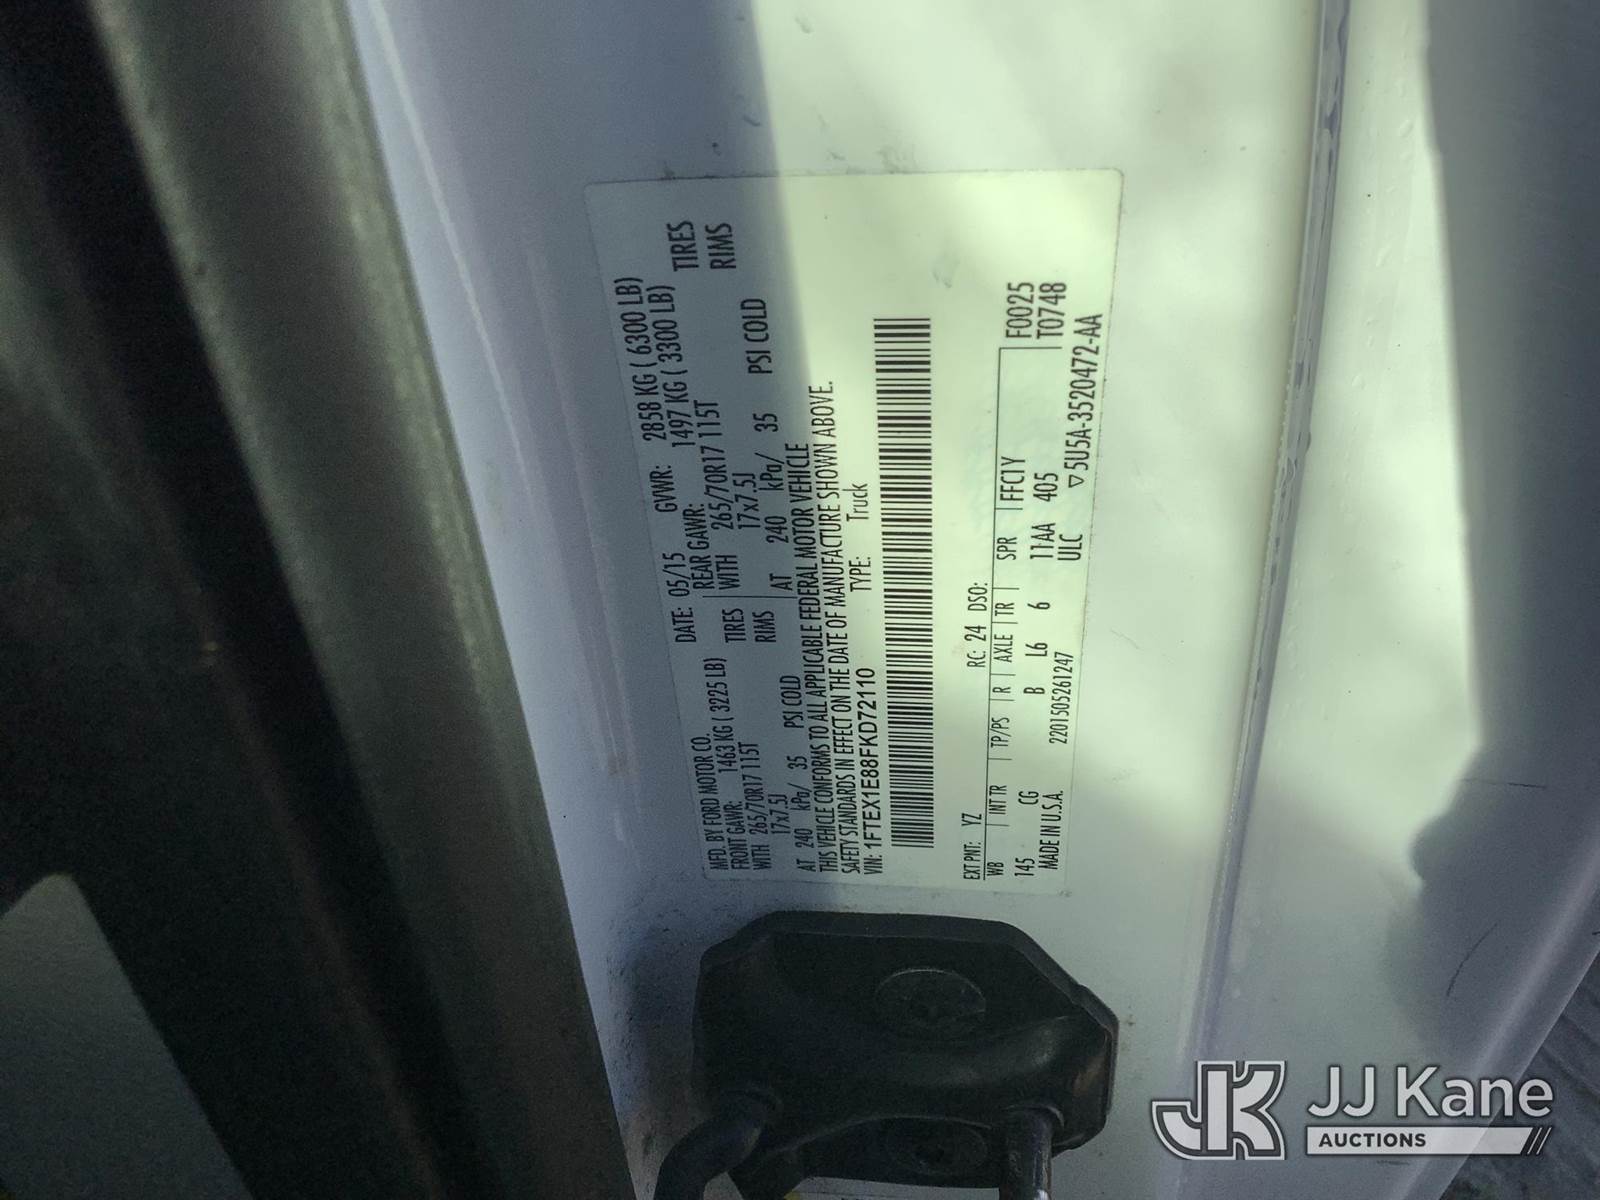 MFD. BY FORD MOTOR CO.
DATE: 05/15 GVWR: 2858 KG ( 6300 LB)
FRONT GAWR: 1463 KG ( 3225 LB)
REAR GAWR: 1497 KG ( 3300 LB)
WITH 265/70R17 115T TIRES
WITH 265/70R17 115T TIRES
17x7.5J RIMS
17x7.5J RIMS
AT 240 kPa/ 35 PSI COLD
AT 240 kPa/ 35 PSI COLD
THIS VEHICLE CONFORMS TO ALL APPLICABLE FEDERAL MOTOR VEHICLE
SAFETY STANDARDS IN EFFECT ON THE DATE OF MANUFACTURE SHOWN ABOVE.
VIN: 1FTEX1E88FKD72110 TYPE: Truck
EXT PNT: YZ RC: 24 DSO:
WB INT TR TP/PS R AXLE TR SPR FFC1Y F0025
145 CG B L6 6 11AA 405 T0748
MADE IN U.S.A. 2201505261247 ULC ▽5U5A-3520472-AA
JK JJ Kane
AUCTIONS